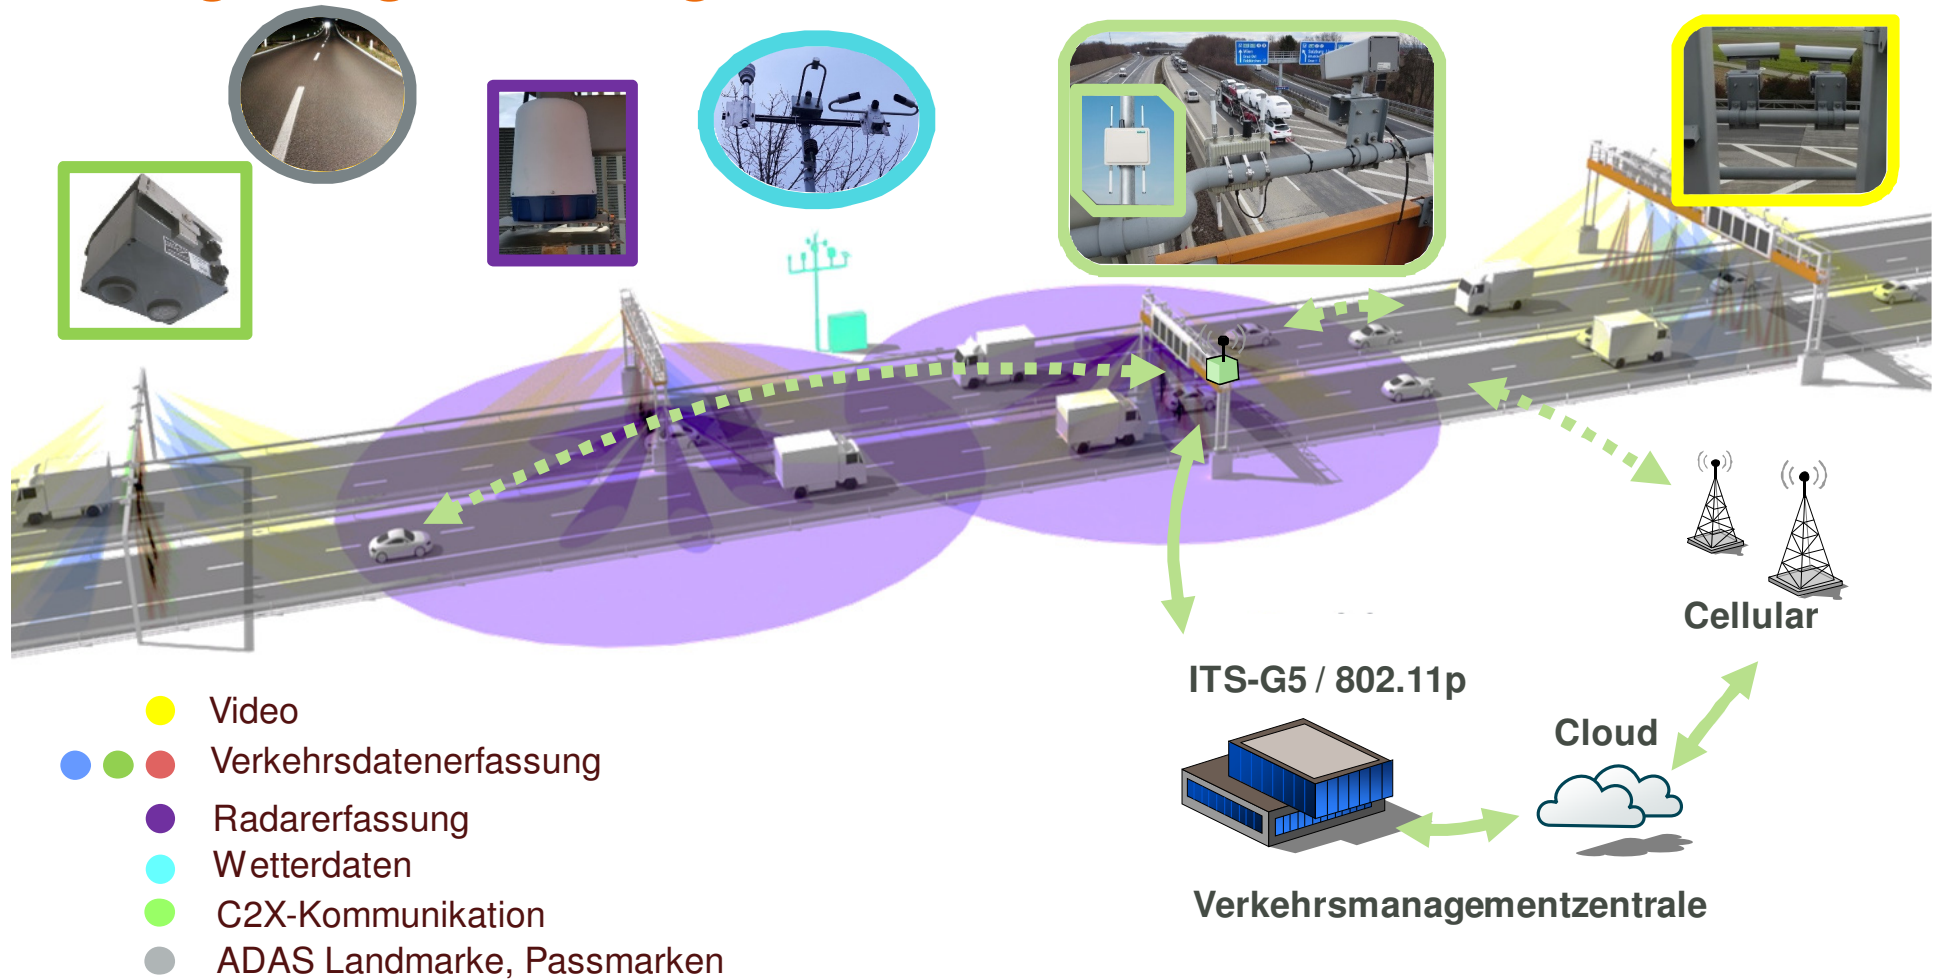 Video
Verkehrsdatenerfassung
Radarerfassung
Wetterdaten
C2X-Kommunikation
ADAS Landmarke, Passmarken
ITS-G5 / 802.11p
Cellular
Cloud
Verkehrsmanagementzentrale